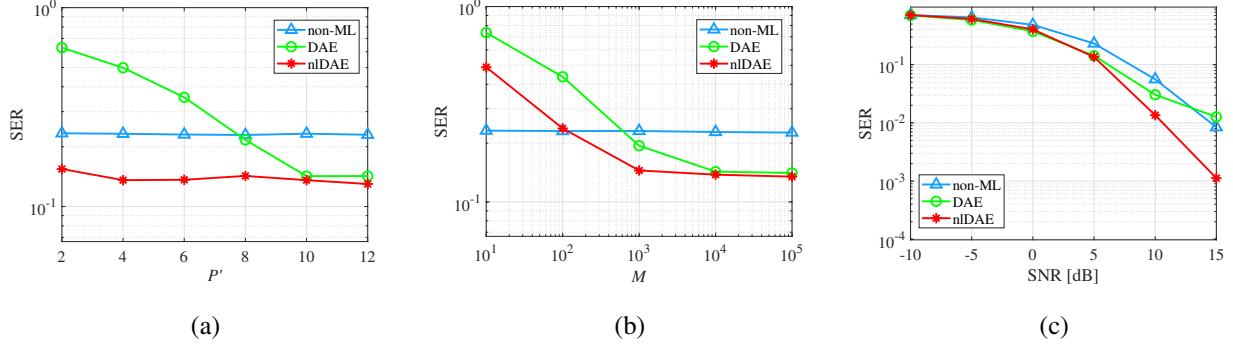 10^0
non-ML
DAE
nlDAE
SER
10^-1
2
4
6
8
10
12
P'
(a)
10^0
non-ML
DAE
nlDAE
SER
10^-1
10^1
10^2
10^3
10^4
10^5
M
(b)
10^-1
10^-2
SER
10^-3
non-ML
DAE
nlDAE
10^-4
-10
-5
0
5
10
15
SNR [dB]
(c)